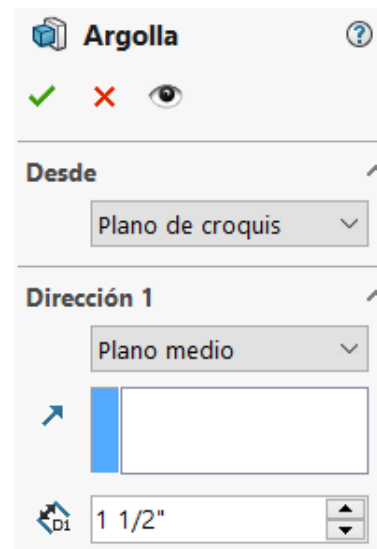 Argolla
Desde
Plano de croquis
Dirección 1
Plano medio
D1
1 1/2"